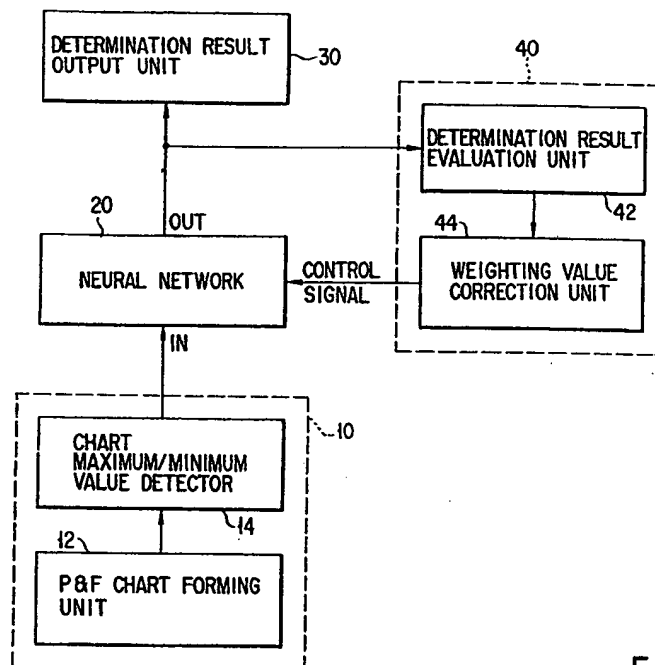 DETERMINATION RESULT
OUTPUT UNIT
30
40
DETERMINATION RESULT
EVALUATION UNIT
42
20
OUT
44
NEURAL NETWORK
CONTROL
SIGNAL
WEIGHTING VALUE
CORRECTION UNIT
IN
10
CHART
MAXIMUM/MINIMUM
VALUE DETECTOR
14
12
P&F CHART FORMING
UNIT